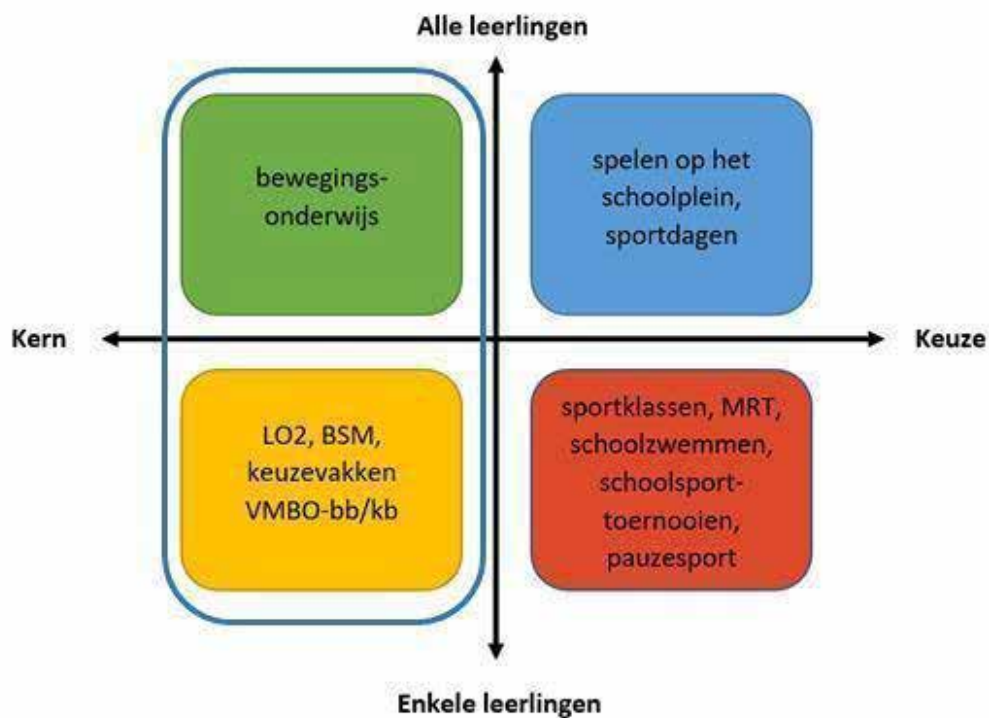 Alle leerlingen
bewegings-
onderwijs
spelen op het
schoolplein,
sportdagen
Kern
Keuze
LO2, BSM,
keuzevakken
VMBO-bb/kb
sportklassen, MRT,
schoolzwemmen,
schoolsport-
toernooien,
pauzesport
Enkele leerlingen